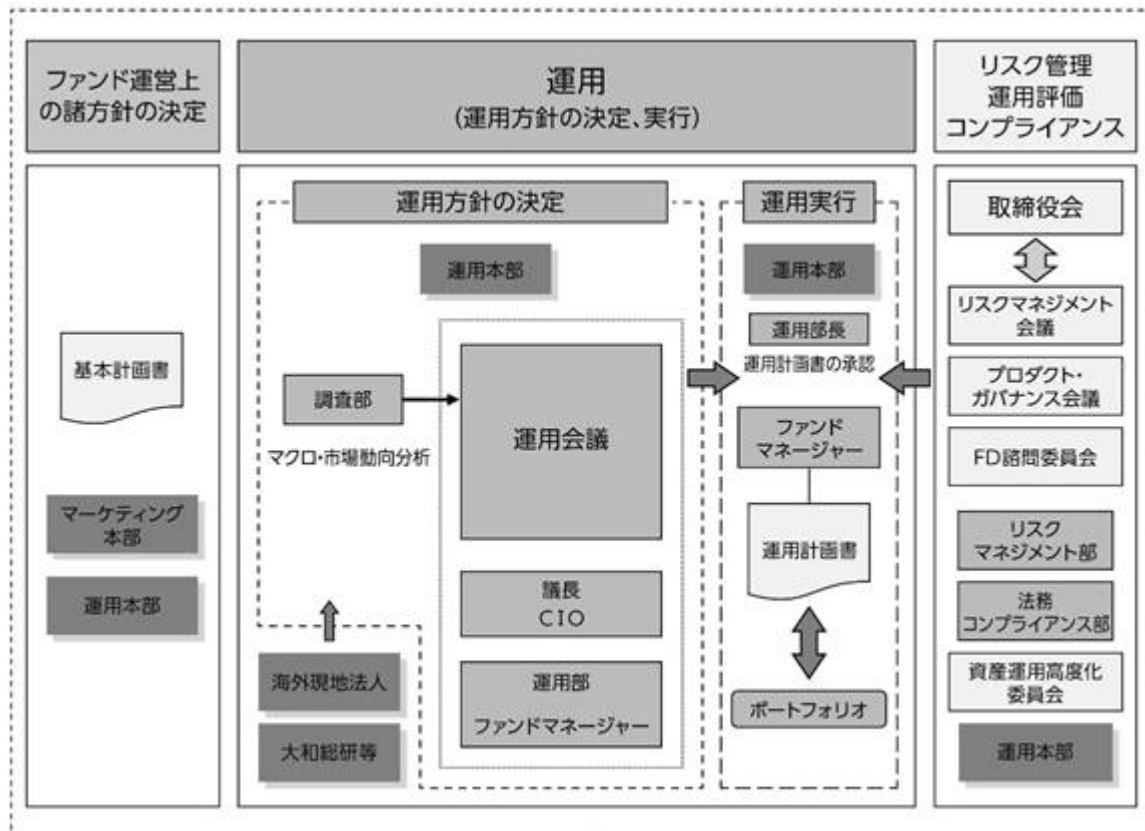 ファンド運営上
の諸方針の決定
運用
(運用方針の決定、実行)
リスク管理
運用評価
コンプライアンス
基本計画書
マーケティング
本部
運用本部
運用方針の決定
運用本部
調査部
マクロ・市場動向分析
運用会議
議長
CIO
運用部
ファンドマネージャー
海外現地法人
大和総研等
運用実行
運用本部
運用部長
運用計画書の承認
ファンド
マネージャー
運用計画書
ポートフォリオ
取締役会
リスクマネジメント
会議
プロダクト・
ガバナンス会議
FD諮問委員会
リスク
マネジメント部
法務
コンプライアンス部
資産運用高度化
委員会
運用本部